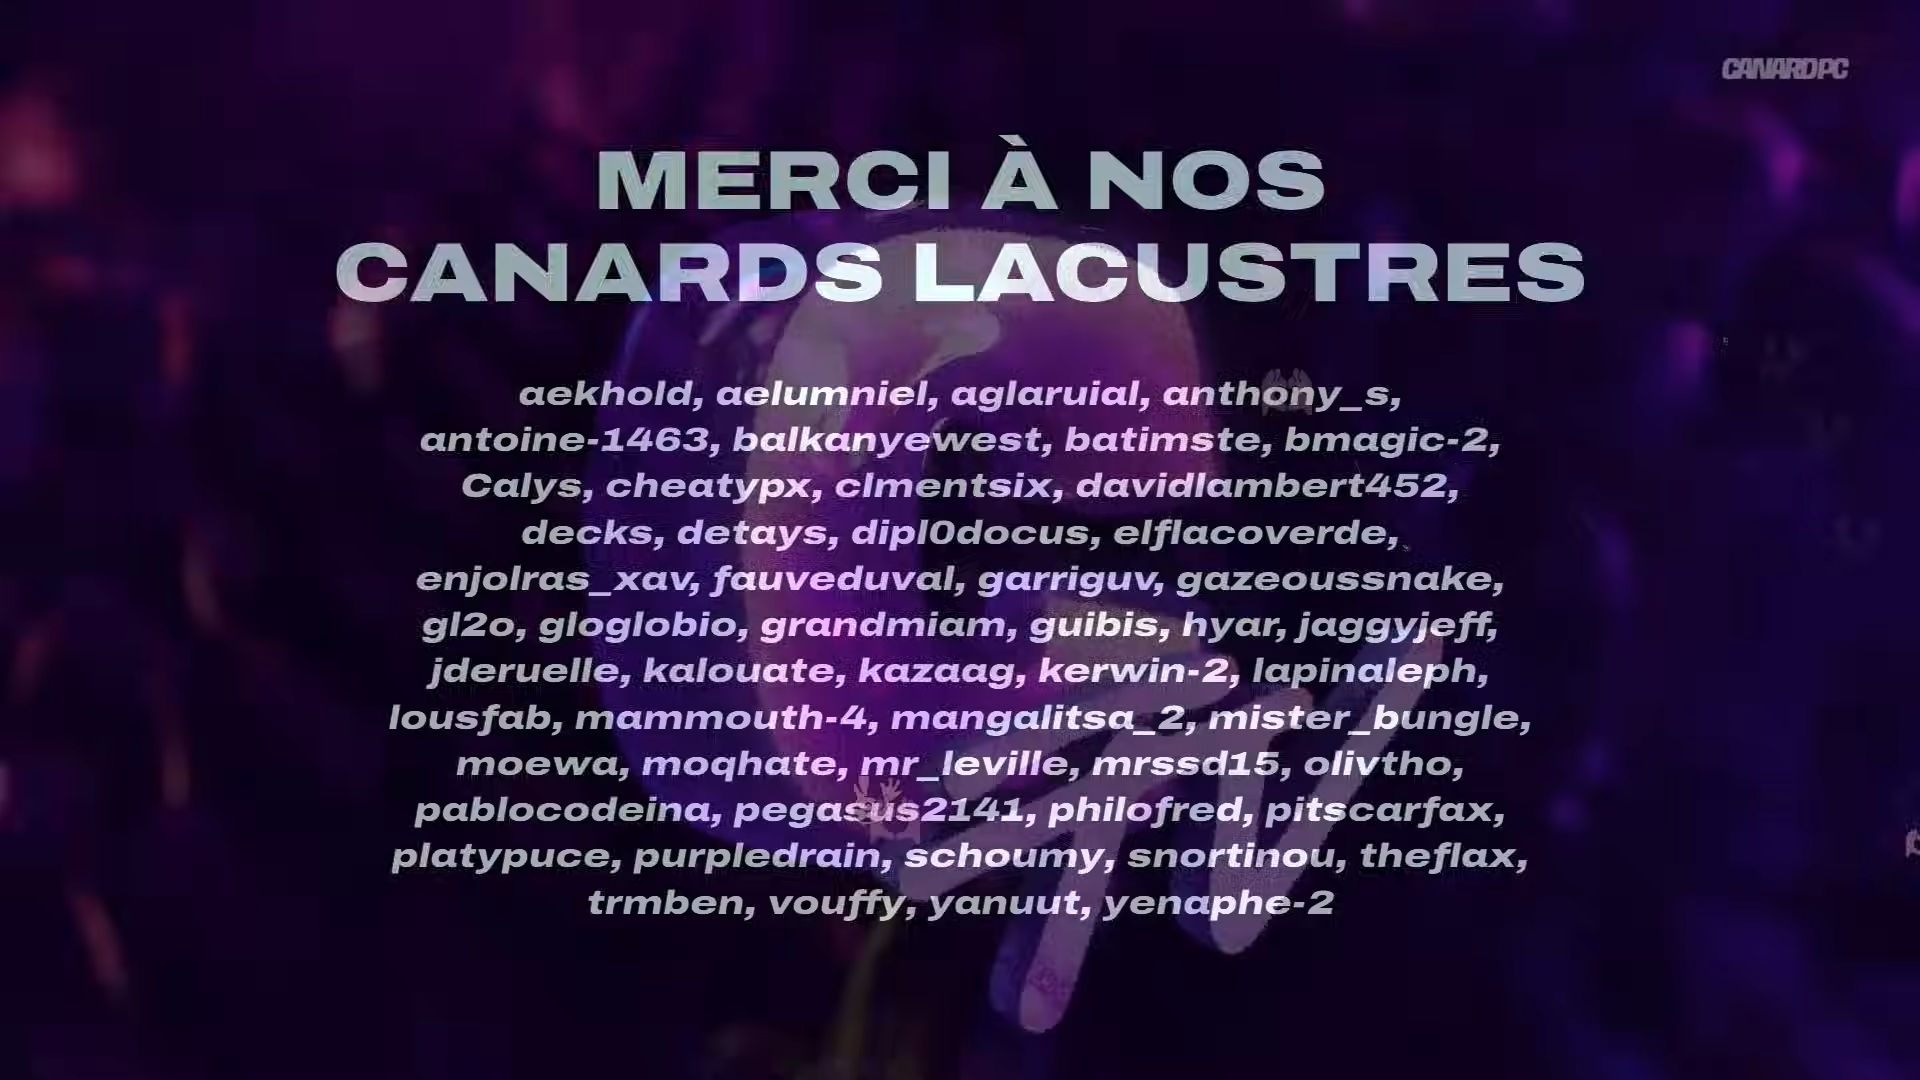 CANARDPC
MERCI À NOS
CANARDS LACUSTRES
aekhold, aelumniel, aglaruial, anthony_s,
antoine-1463, balkanyewest, batimste, bmagic-2,
Calys, cheatypx, clmentsix, davidlambert452,
decks, detays, dipl0docus, elflacoverde,
enjolras_xav, fauveduval, garriguv, gazeoussnake,
gl2o, gloglobio, grandmiam, guibis, hyar, jaggyjeff,
jderuelle, kalouate, kazaag, kerwin-2, lapinaleph,
lousfab, mammouth-4, mangalitsa_2, mister_bungle,
moewa, moqhate, mr_leville, mrssd15, olivtho,
pablocodeina, pegasus2141, philofred, pitscarfax,
platypuce, purpledrain, schoumy, snortinou, theflax,
trmben, vouffy, yanuut, yenaphe-2